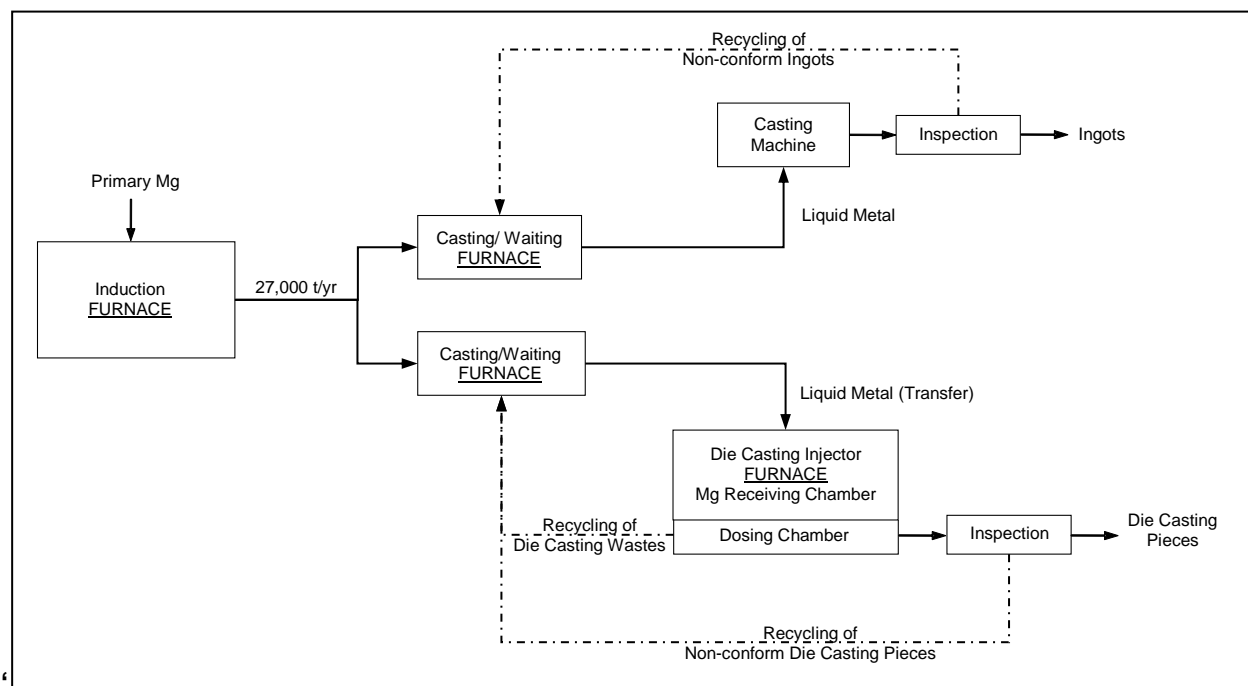 Recycling of
Non-conform Ingots
Casting
Machine
Inspection
Ingots
Primary Mg
Liquid Metal
Casting/ Waiting
FURNACE
Induction
FURNACE
27,000 t/yr
Casting/Waiting
FURNACE
Liquid Metal (Transfer)
Die Casting Injector
FURNACE
Mg Receiving Chamber
Dosing Chamber
Recycling of
Die Casting Wastes
Inspection
Die Casting
Pieces
Recycling of
Non-conform Die Casting Pieces
‘